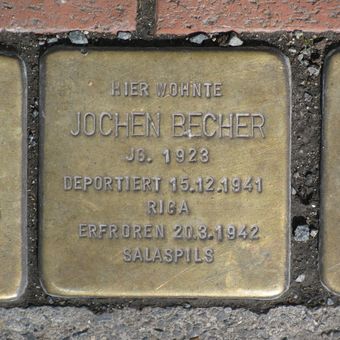 HIER WOHNTE
JOCHEN BECHER
JG. 1923
DEPORTIERT 15.12.1941
RIGA
ERFROREN 20.3.1942
SALASPILS